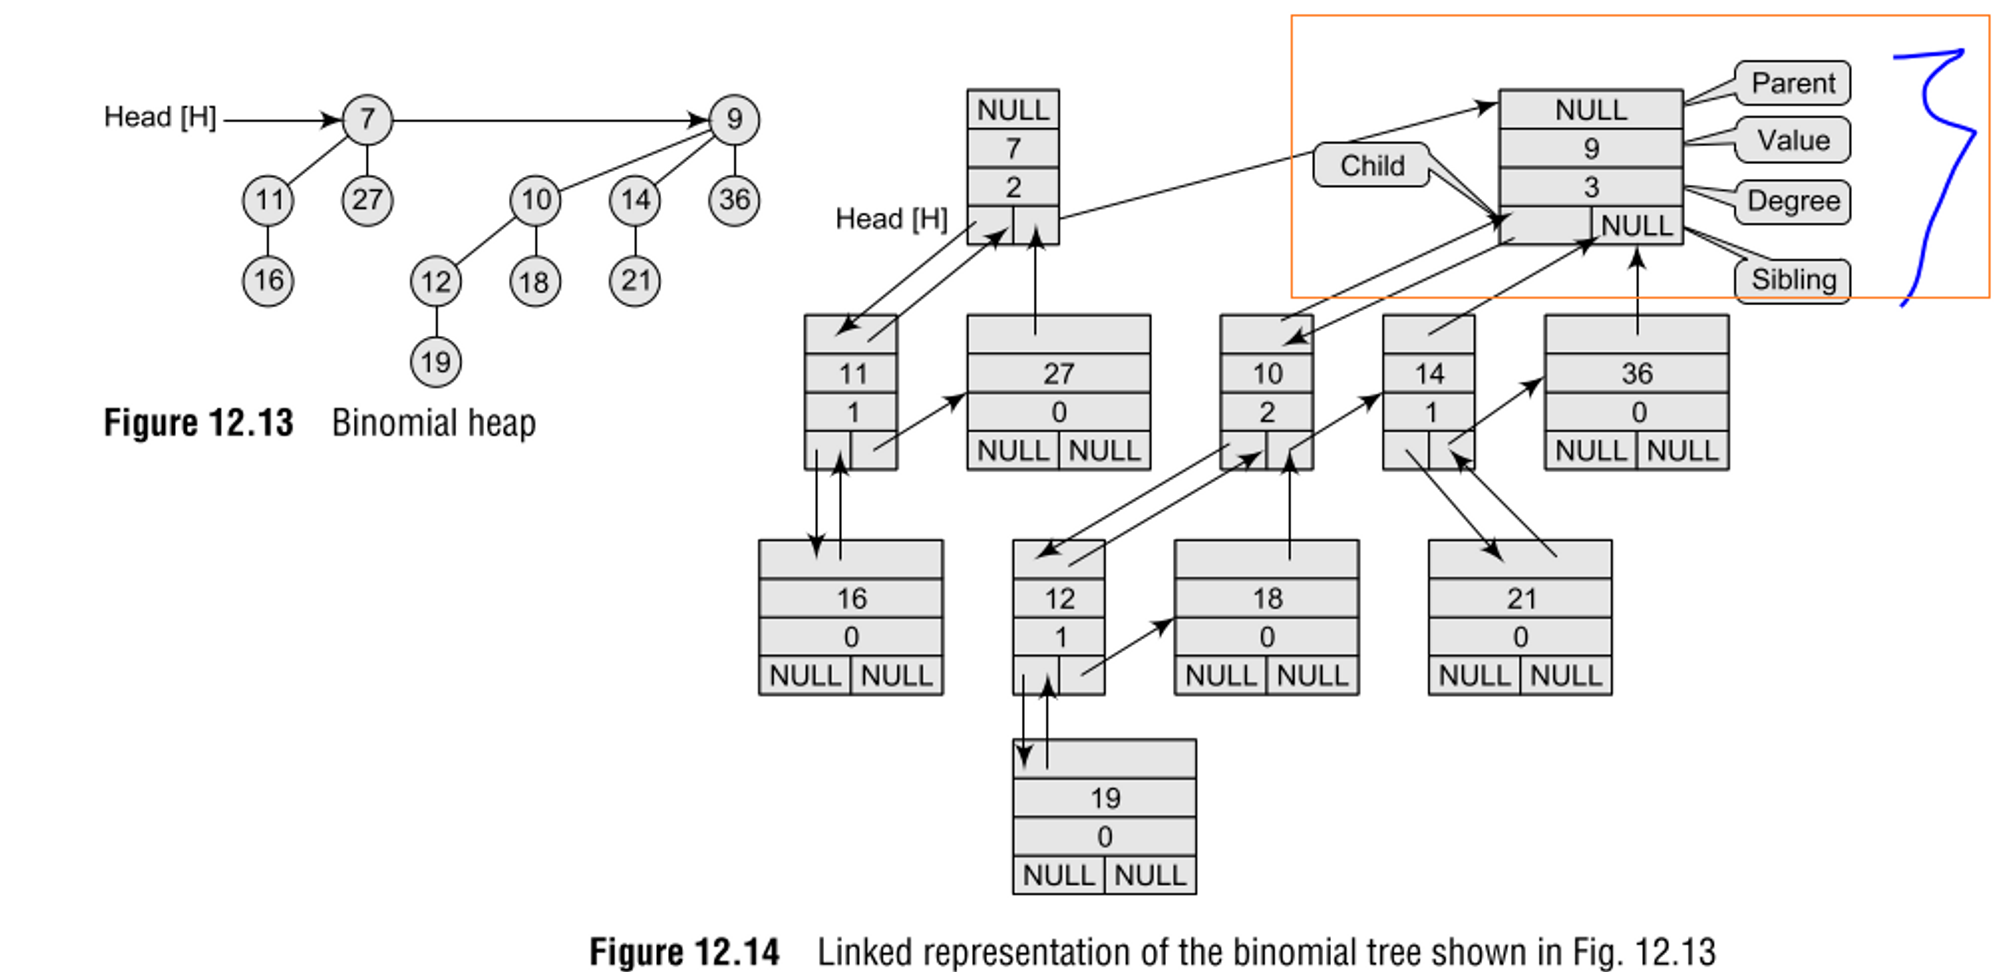 Head [H]
7
9
11
27
10
14
36
16
12
18
21
19
Figure 12.13 Binomial heap
NULL
7
2
Head [H]
Child
NULL
9
3
NULL
Parent
Value
Degree
Sibling
11
1
27
0
NULL NULL
10
2
14
1
36
0
NULL NULL
16
0
NULL NULL
12
1
18
0
NULL NULL
21
0
NULL NULL
19
0
NULL NULL
Figure 12.14 Linked representation of the binomial tree shown in Fig. 12.13